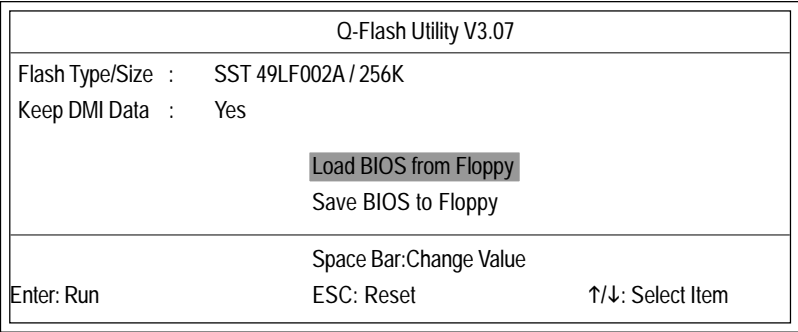 Q-Flash Utility V3.07
Flash Type/Size : SST 49LF002A / 256K
Keep DMI Data : Yes
Load BIOS from Floppy
Save BIOS to Floppy
Space Bar:Change Value
Enter: Run ESC: Reset ↑/↓: Select Item